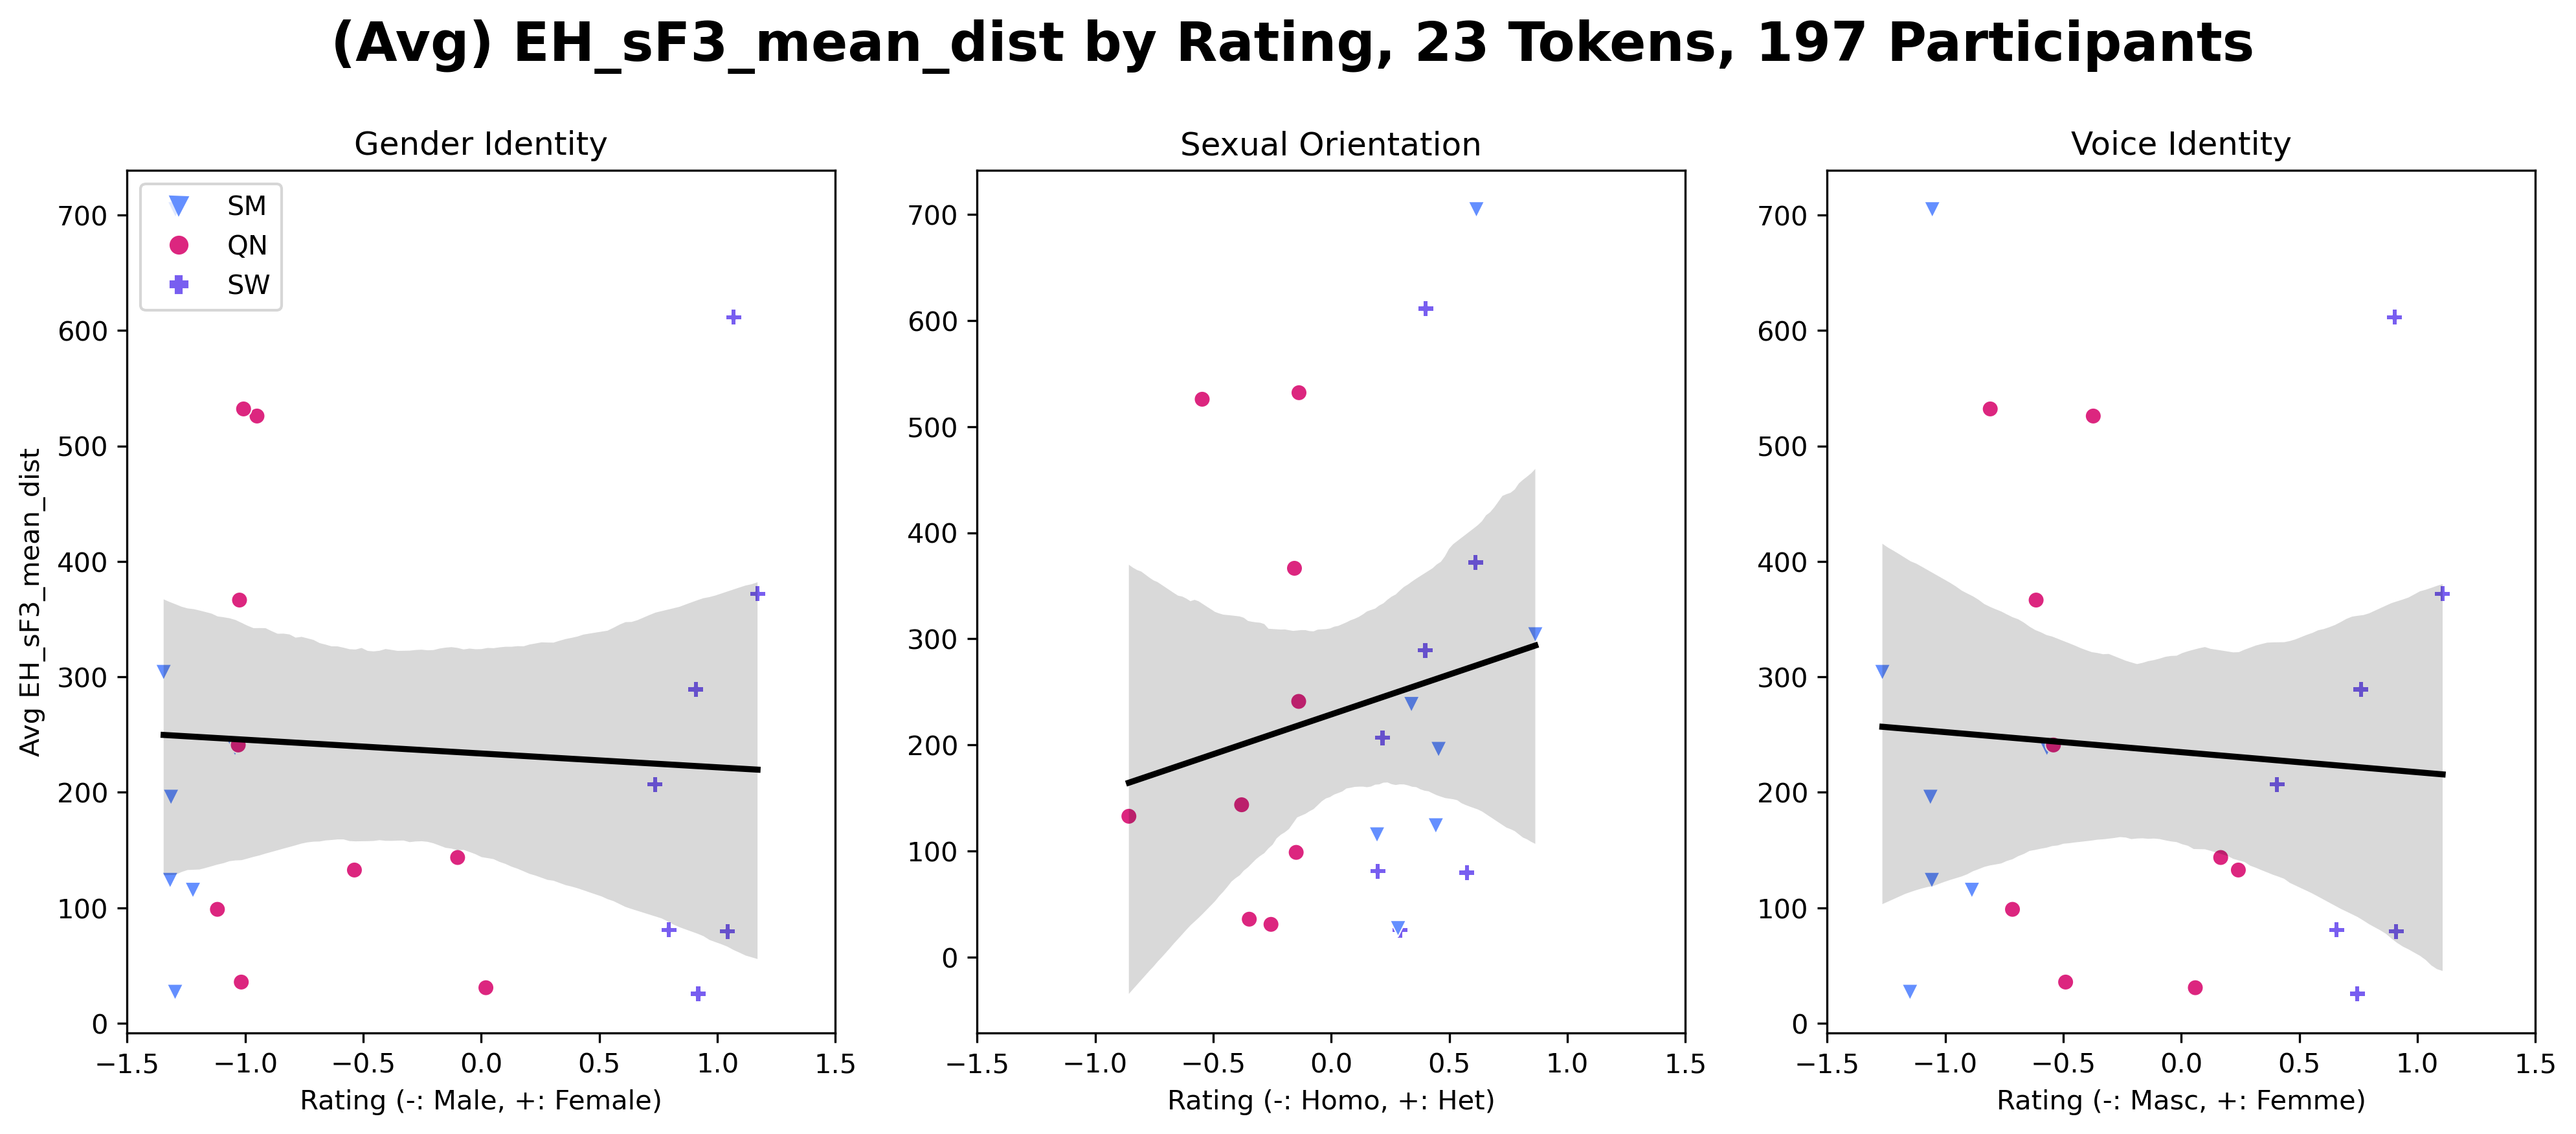 (Avg) EH_sF3_mean_dist by Rating, 23 Tokens, 197 Participants
Gender Identity
Sexual Orientation
Voice Identity
SM
QN
SW
Avg EH_sF3_mean_dist
700
600
500
400
300
200
100
0
−1.5 −1.0 −0.5 0.0 0.5 1.0 1.5
Rating (-: Male, +: Female)
700
600
500
400
300
200
100
0
−1.5 −1.0 −0.5 0.0 0.5 1.0 1.5
Rating (-: Homo, +: Het)
700
600
500
400
300
200
100
0
−1.5 −1.0 −0.5 0.0 0.5 1.0 1.5
Rating (-: Masc, +: Femme)